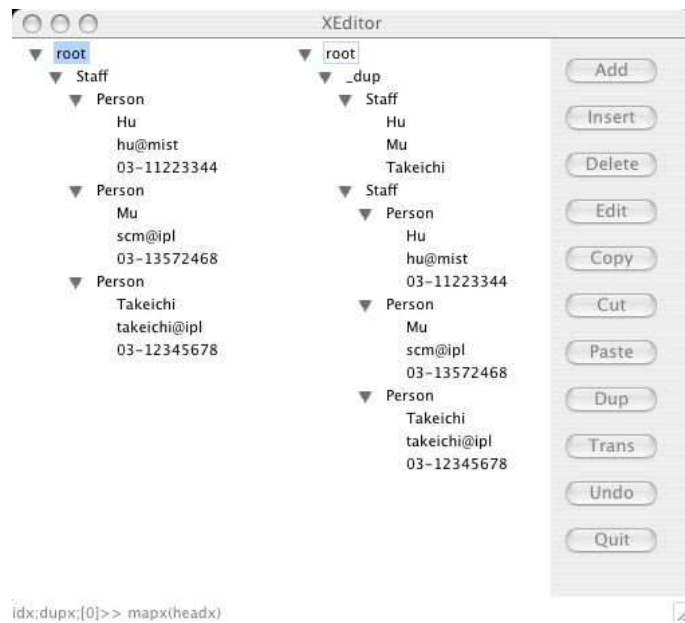 XEditor
root
Staff
Person
Hu
hu@mist
03-11223344
Person
Mu
scm@ipl
03-13572468
Person
Takeichi
takeichi@ipl
03-12345678
root
_dup
Staff
Hu
Mu
Takeichi
Staff
Person
Hu
hu@mist
03-11223344
Person
Mu
scm@ipl
03-13572468
Person
Takeichi
takeichi@ipl
03-12345678
Add
Insert
Delete
Edit
Copy
Cut
Paste
Dup
Trans
Undo
Quit
idx;dupx;[0]>> mapx(headx)